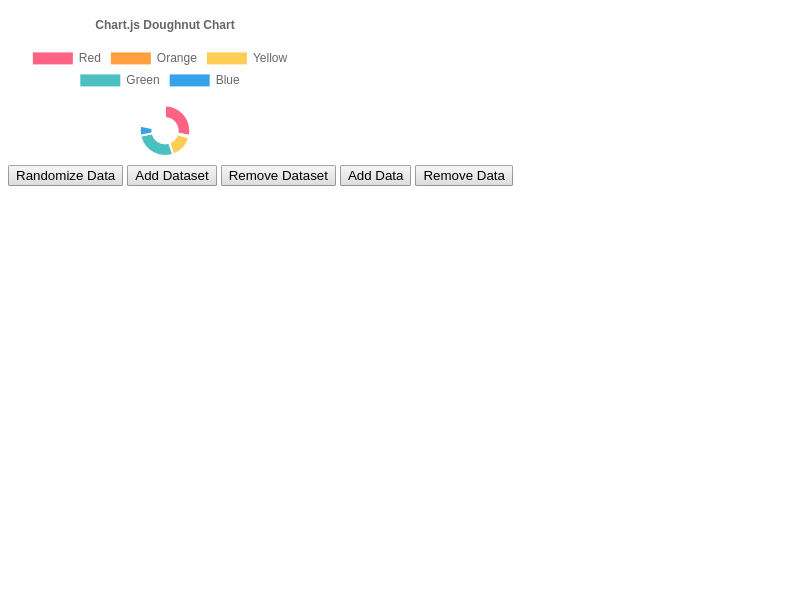 Chart.js Doughnut Chart
Red Orange Yellow
Green Blue
Randomize Data Add Dataset Remove Dataset Add Data Remove Data